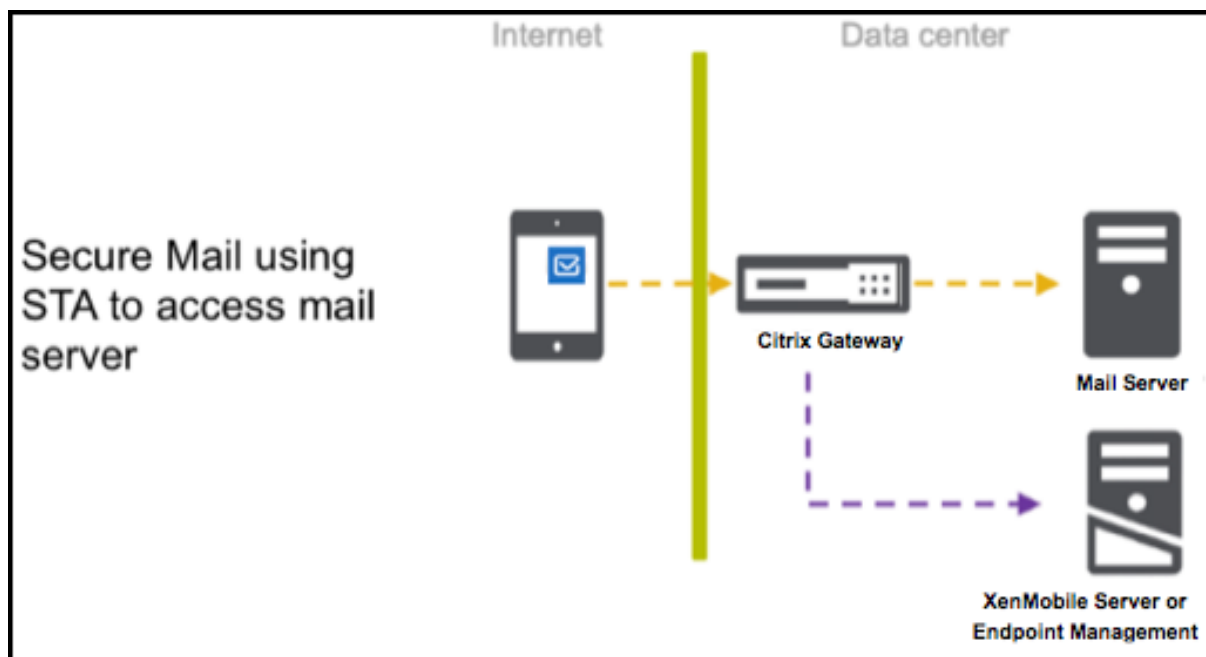 Internet
Data center
Secure Mail using
STA to access mail
server
Citrix Gateway
Mail Server
XenMobile Server or
Endpoint Management